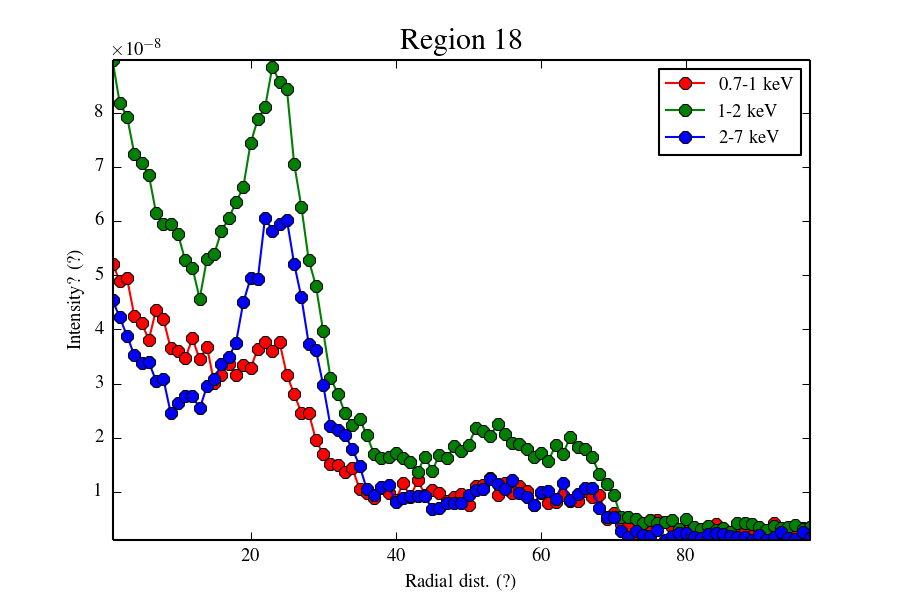 Region 18
×10⁻⁸
0.7-1 keV
1-2 keV
2-7 keV
8
7
6
5
4
3
2
1
Intensity? (?)
20 40 60 80
Radial dist. (?)